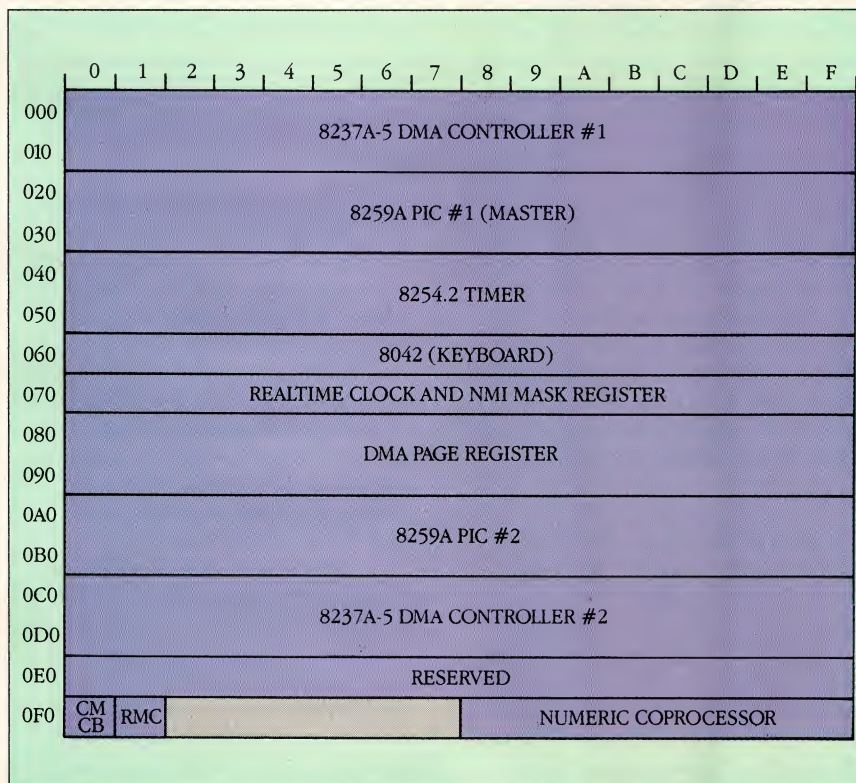 0 1 2 3 4 5 6 7 8 9 A B C D E F
000
8237A-5 DMA CONTROLLER #1
010
020
8259A PIC #1 (MASTER)
030
040
8254.2 TIMER
050
060 8042 (KEYBOARD)
070 REALTIME CLOCK AND NMI MASK REGISTER
080
DMA PAGE REGISTER
090
0A0
8259A PIC #2
0B0
0C0
8237A-5 DMA CONTROLLER #2
0D0
0E0 RESERVED
0F0 CM CB RMC NUMERIC COPROCESSOR